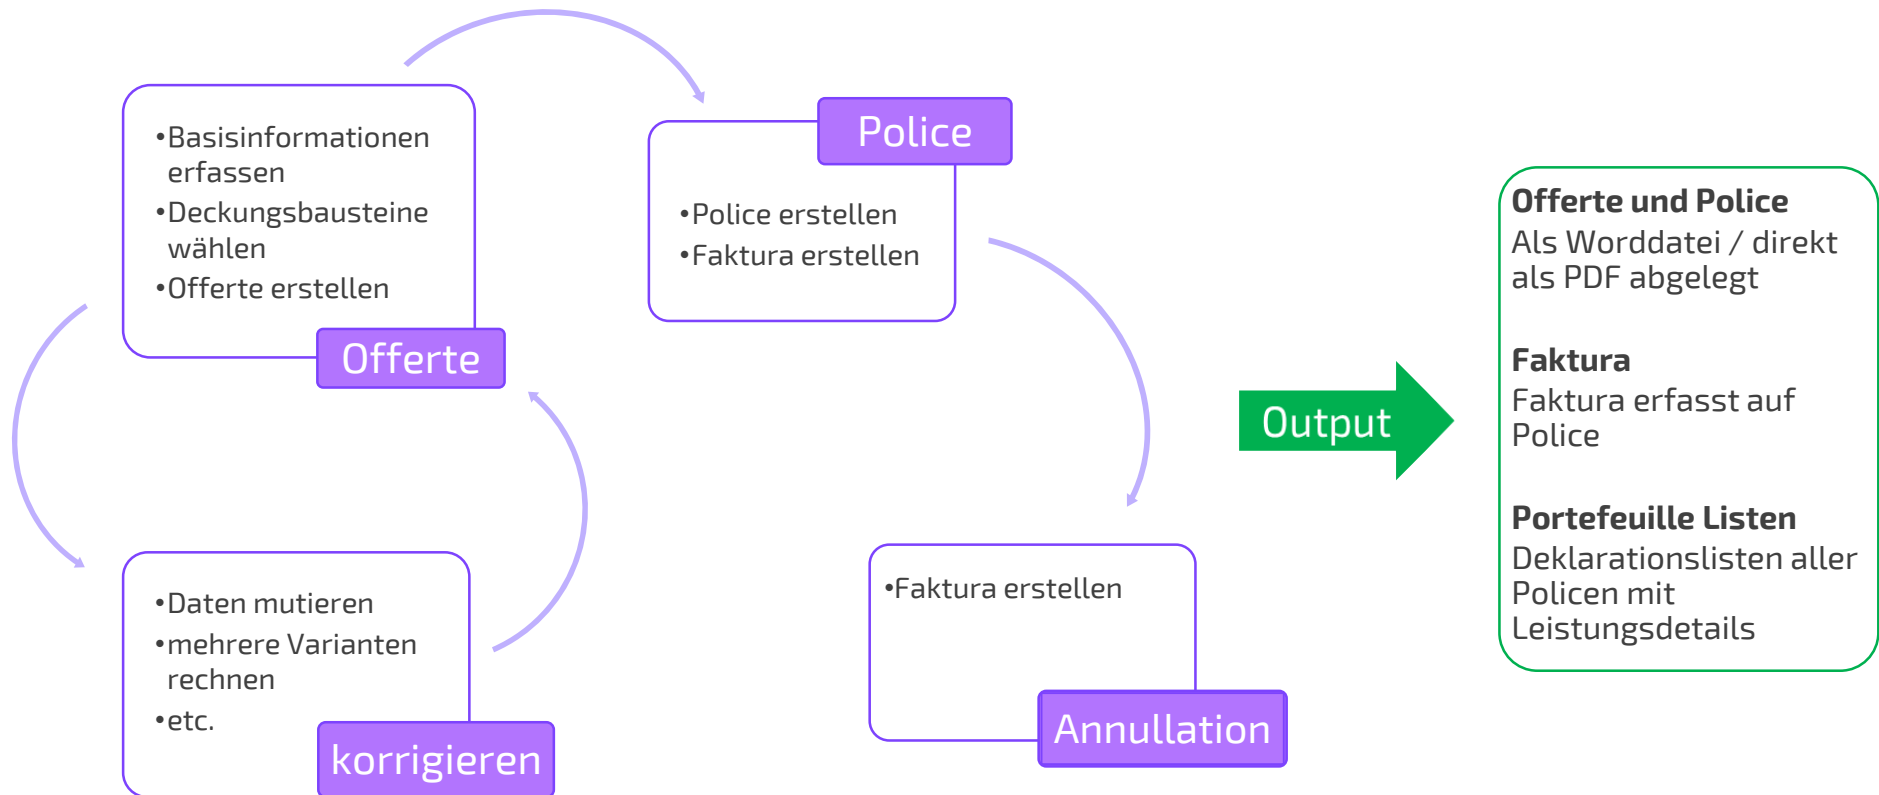 •Basisinformationen
erfassen
•Deckungsbausteine
wählen
•Offerte erstellen
Offerte
Police
•Police erstellen
•Faktura erstellen
•Daten mutieren
•mehrere Varianten
rechnen
•etc.
korrigieren
•Faktura erstellen
Annullation
Output
Offerte und Police
Als Worddatei / direkt
als PDF abgelegt
Faktura
Faktura erfasst auf
Police
Portefeuille Listen
Deklarationslisten aller
Policen mit
Leistungsdetails